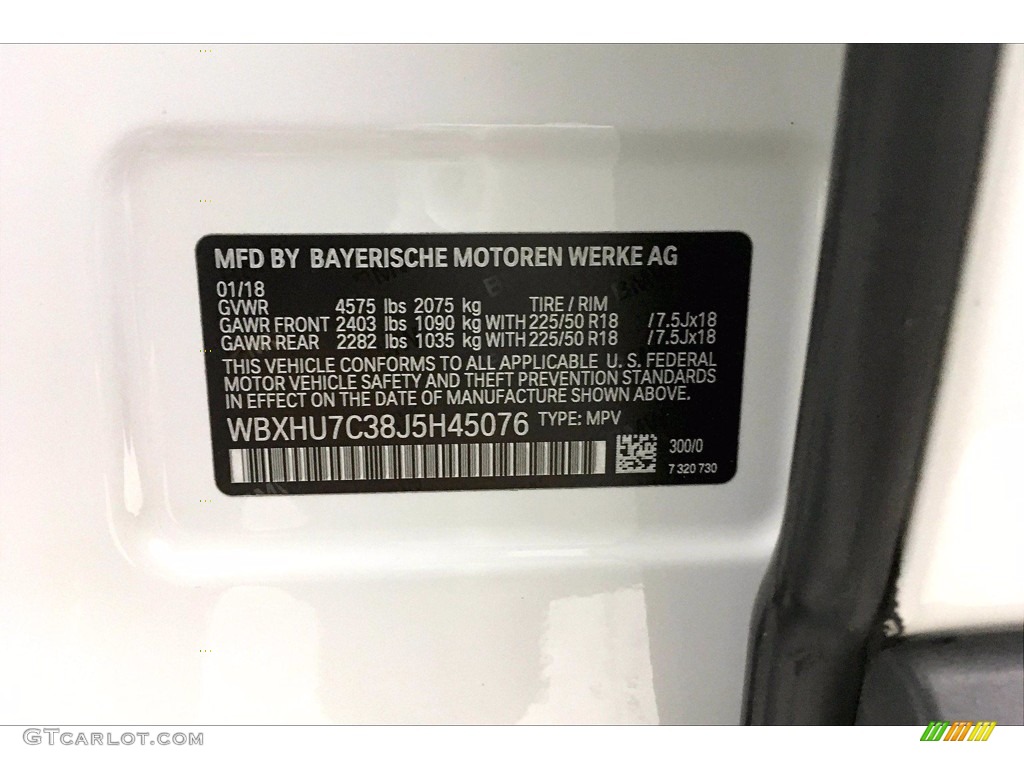 MFD BY BAYERISCHE MOTOREN WERKE AG
01/18
GVWR 4575 lbs 2075 kg TIRE / RIM
GAWR FRONT 2403 lbs 1090 kg WITH 225/50 R18 /7.5Jx18
GAWR REAR 2282 lbs 1035 kg WITH 225/50 R18 /7.5Jx18
THIS VEHICLE CONFORMS TO ALL APPLICABLE U. S. FEDERAL
MOTOR VEHICLE SAFETY AND THEFT PREVENTION STANDARDS
IN EFFECT ON THE DATE OF MANUFACTURE SHOWN ABOVE.
WBXHU7C38J5H45076 TYPE: MPV
300/0
7 320 730
GTCARLOT.COM